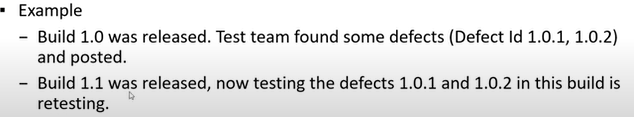 ▪ Example
– Build 1.0 was released. Test team found some defects (Defect Id 1.0.1, 1.0.2)
and posted.
– Build 1.1 was released, now testing the defects 1.0.1 and 1.0.2 in this build is
retesting.